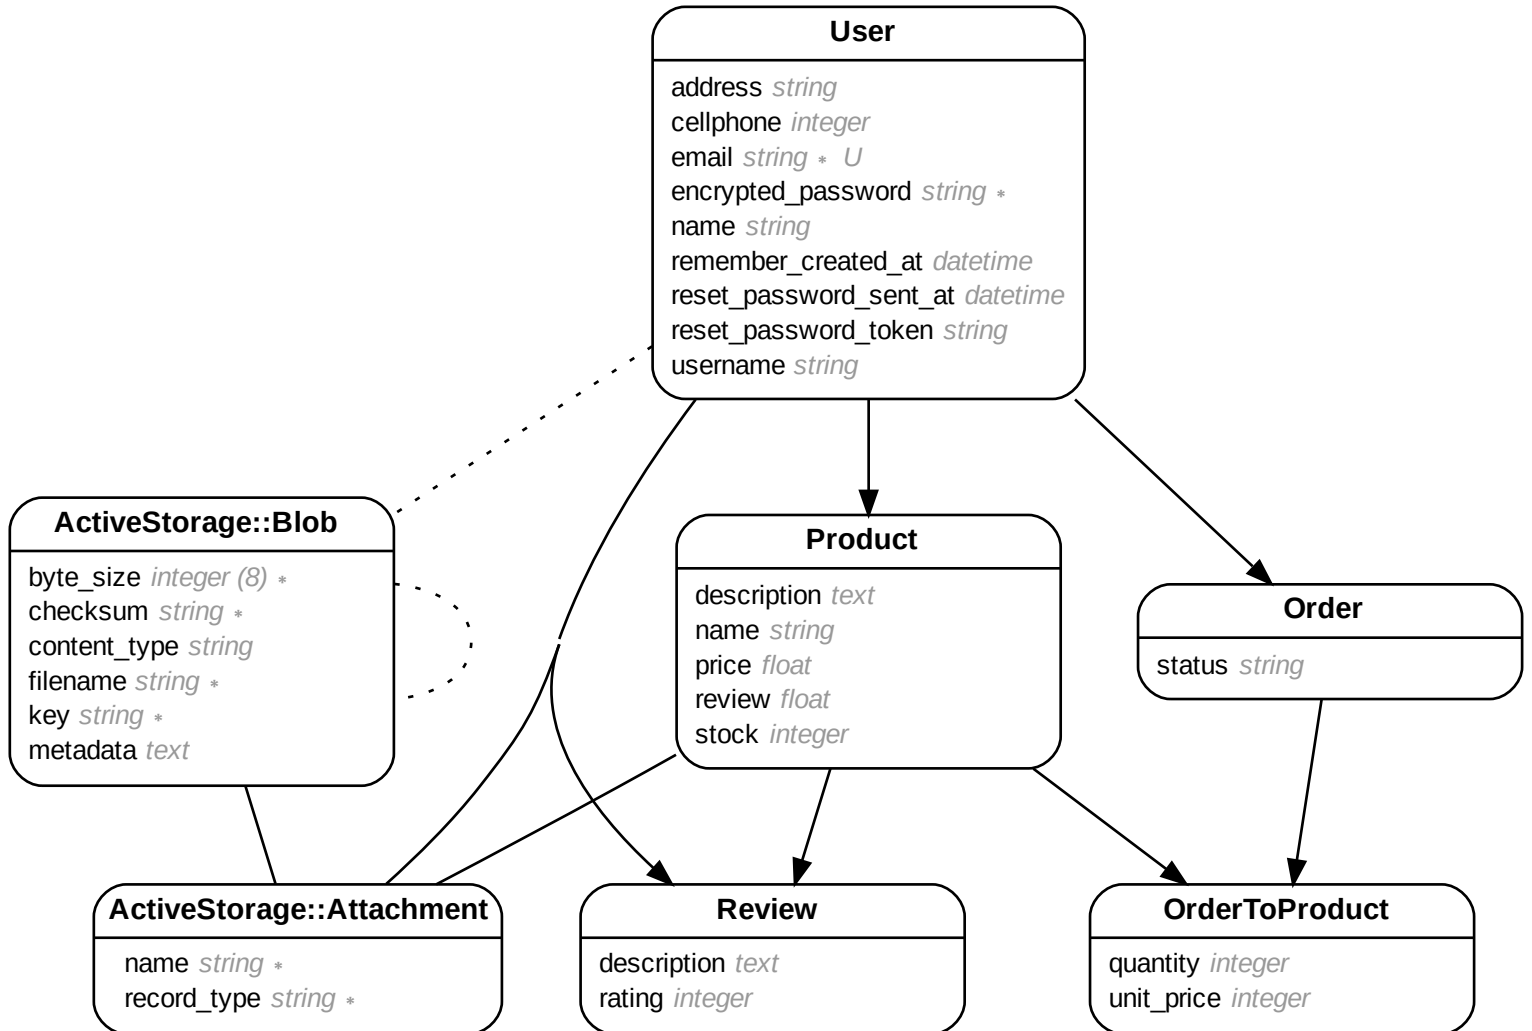 User
address string
cellphone integer
email string * U
encrypted_password string *
name string
remember_created_at datetime
reset_password_sent_at datetime
reset_password_token string
username string
ActiveStorage::Blob
byte_size integer (8) *
checksum string *
content_type string
filename string *
key string *
metadata text
Product
description text
name string
price float
review float
stock integer
Order
status string
ActiveStorage::Attachment
name string *
record_type string *
Review
description text
rating integer
OrderToProduct
quantity integer
unit_price integer